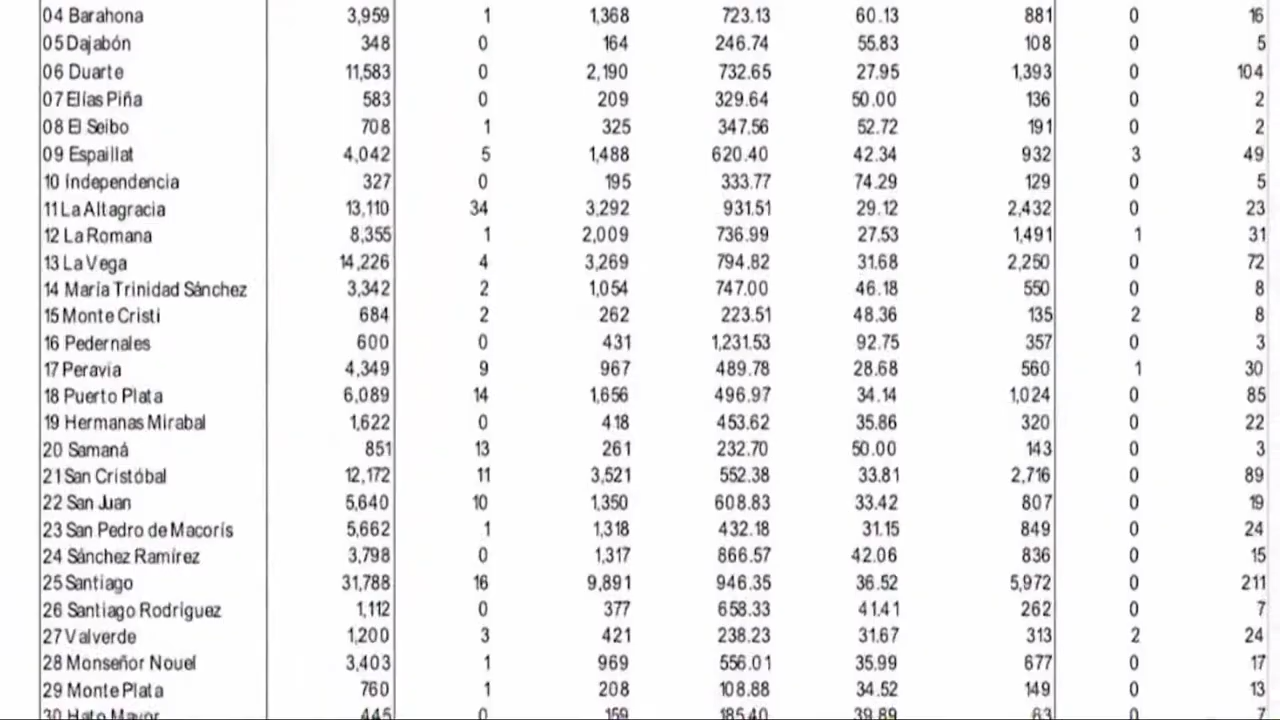 04 Barahona 3,959 1 1,368 723.13 60.13 881 0 16
05 Dajabón 348 0 164 246.74 55.83 108 0 5
06 Duarte 11,583 0 2,190 732.65 27.95 1,393 0 104
07 Elías Piña 583 0 209 329.64 50.00 136 0 2
08 El Seibo 708 1 325 347.56 52.72 191 0 2
09 Espaillat 4,042 5 1,488 620.40 42.34 932 3 49
10 Independencia 327 0 195 333.77 74.29 129 0 5
11 La Altagracia 13,110 34 3,292 931.51 29.12 2,432 0 23
12 La Romana 8,355 1 2,009 736.99 27.53 1,491 1 31
13 La Vega 14,226 4 3,269 794.82 31.68 2,250 0 72
14 María Trinidad Sánchez 3,342 2 1,054 747.00 46.18 550 0 8
15 Monte Cristi 684 2 262 223.51 48.36 135 2 8
16 Pedernales 600 0 431 1,231.53 92.75 357 0 3
17 Peravia 4,349 9 967 489.78 28.68 560 1 30
18 Puerto Plata 6,089 14 1,656 496.97 34.14 1,024 0 85
19 Hermanas Mirabal 1,622 0 418 453.62 35.86 320 0 22
20 Samaná 851 13 261 232.70 50.00 143 0 3
21 San Cristóbal 12,172 11 3,521 552.38 33.81 2,716 0 89
22 San Juan 5,640 10 1,350 608.83 33.42 807 0 19
23 San Pedro de Macorís 5,662 1 1,318 432.18 31.15 849 0 24
24 Sánchez Ramírez 3,798 0 1,317 866.57 42.06 836 0 15
25 Santiago 31,788 16 9,891 946.35 36.52 5,972 0 211
26 Santiago Rodríguez 1,112 0 377 658.33 41.41 262 0 7
27 Valverde 1,200 3 421 238.23 31.67 313 2 24
28 Monseñor Nouel 3,403 1 969 556.01 35.99 677 0 17
29 Monte Plata 760 1 208 108.88 34.52 149 0 13
30 Hato Mayor 445 0 159 185.40 39.89 63 0 7